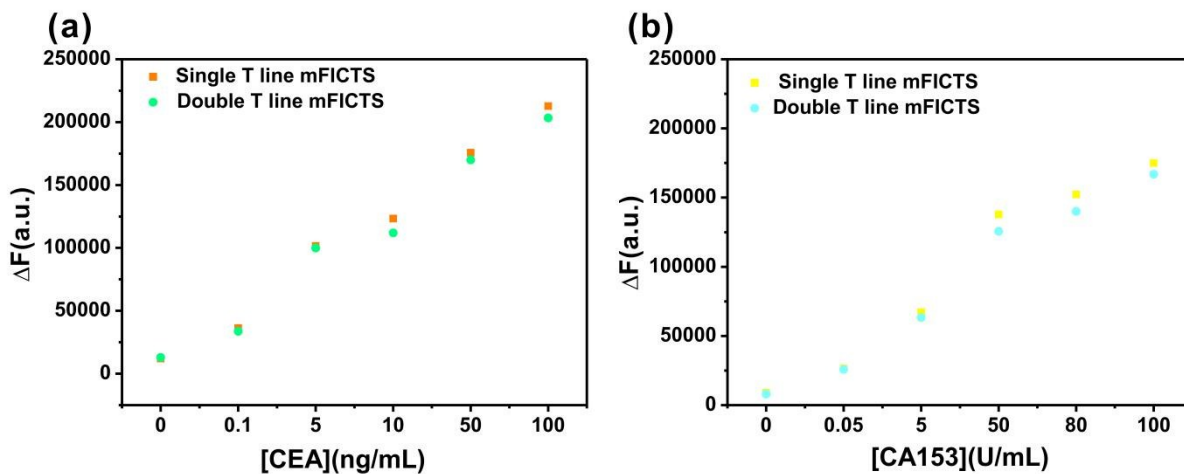 (a)
250000
200000
150000
100000
50000
0
ΔF(a.u.)
Single T line mFICTS
Double T line mFICTS
0 0.1 5 10 50 100
[CEA](ng/mL)
(b)
250000
200000
150000
100000
50000
0
ΔF(a.u.)
Single T line mFICTS
Double T line mFICTS
0 0.05 5 50 80 100
[CA153](U/mL)